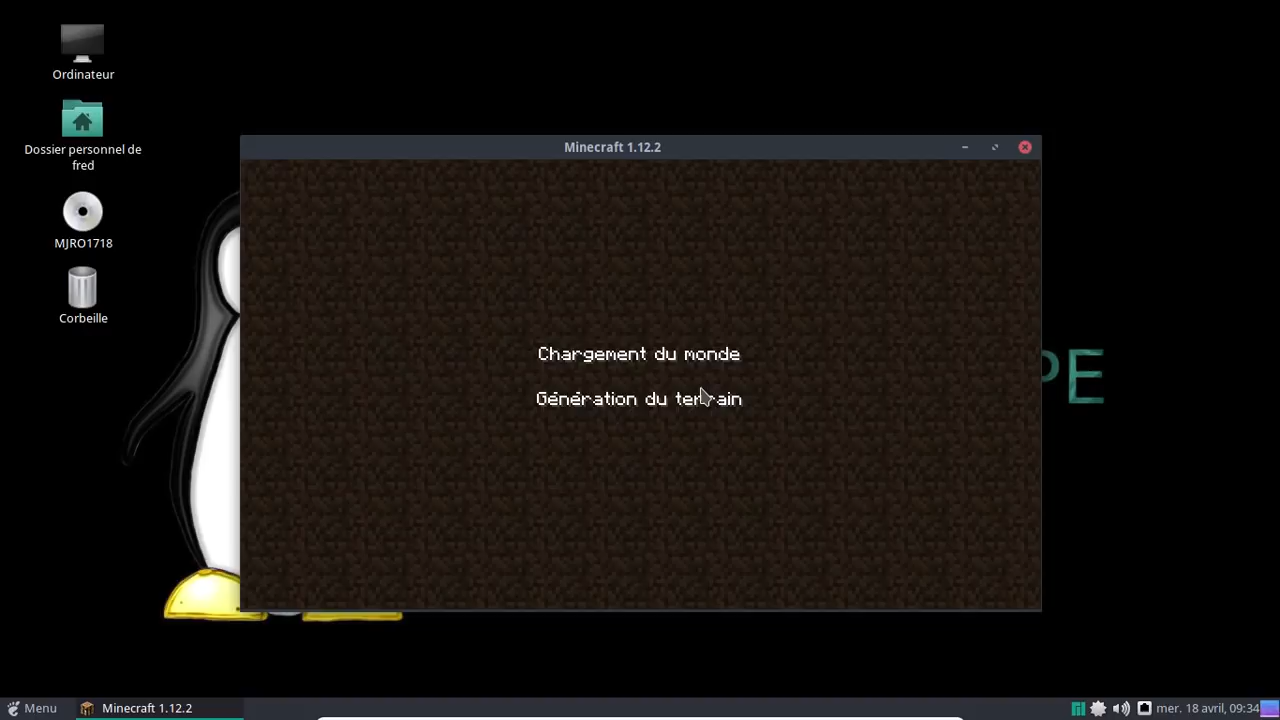 Ordinateur
Dossier personnel de
fred
MJRO1718
Corbeille
Minecraft 1.12.2
Chargement du monde
Génération du terrain
PE
Menu
Minecraft 1.12.2
mer. 18 avril, 09:34